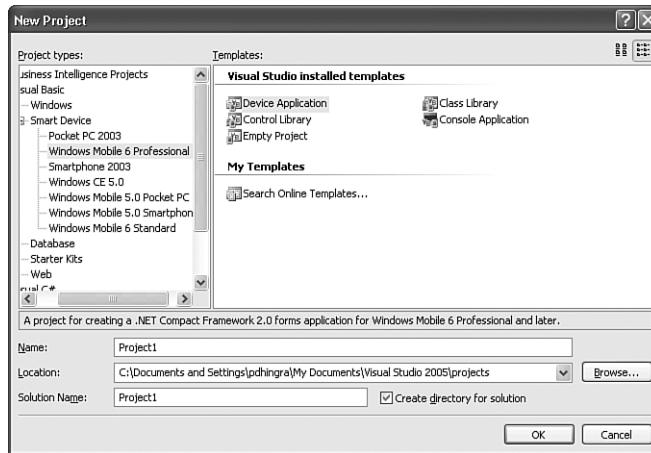 New Project
Project types:
Templates:
usiness Intelligence Projects
sual Basic
Windows
Smart Device
Pocket PC 2003
Windows Mobile 6 Professional
Smartphone 2003
Windows CE 5.0
Windows Mobile 5.0 Pocket PC
Windows Mobile 5.0 Smartphon
Windows Mobile 6 Standard
Database
Starter Kits
Web
sual C#
Visual Studio installed templates
Device Application
Class Library
Control Library
Console Application
Empty Project
My Templates
Search Online Templates...
A project for creating a .NET Compact Framework 2.0 forms application for Windows Mobile 6 Professional and later.
Name:
Project1
Location:
C:\Documents and Settings\pdhingra\My Documents\Visual Studio 2005\projects
Browse...
Solution Name:
Project1
Create directory for solution
OK
Cancel